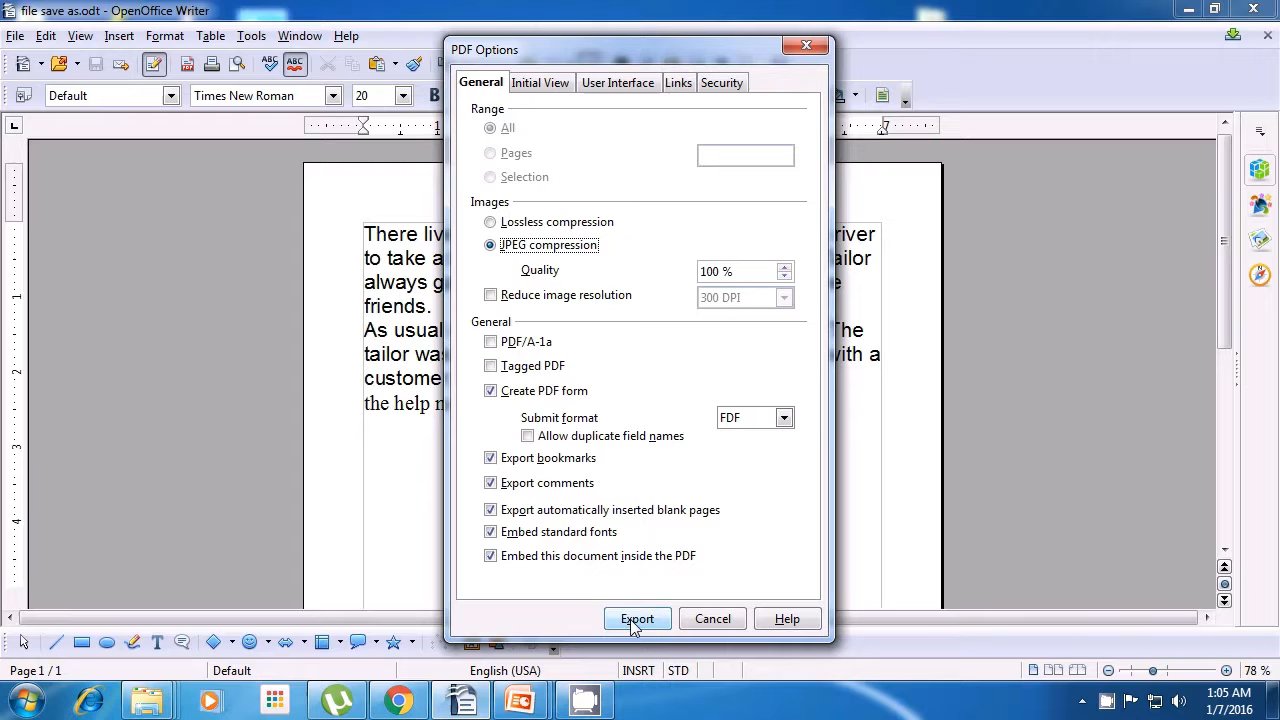 file save as.odt - OpenOffice Writer
File Edit View Insert Format Table Tools Window Help
PDF Options
Default Times New Roman 20 B
General Initial View User Interface Links Security
Range
All
Pages
Selection
Images
Lossless compression
JPEG compression
Quality 100 %
Reduce image resolution 300 DPI
General
PDF/A-1a
Tagged PDF
Create PDF form
Submit format FDF
Allow duplicate field names
Export bookmarks
Export comments
Export automatically inserted blank pages
Embed standard fonts
Embed this document inside the PDF
Export Cancel Help
There river
to take
always
friends.
As usual
tailor with a
the help
1
1
2
3
4
Page 1 / 1 Default English (USA) INSRT STD 78 %
1:05 AM
1/7/2016